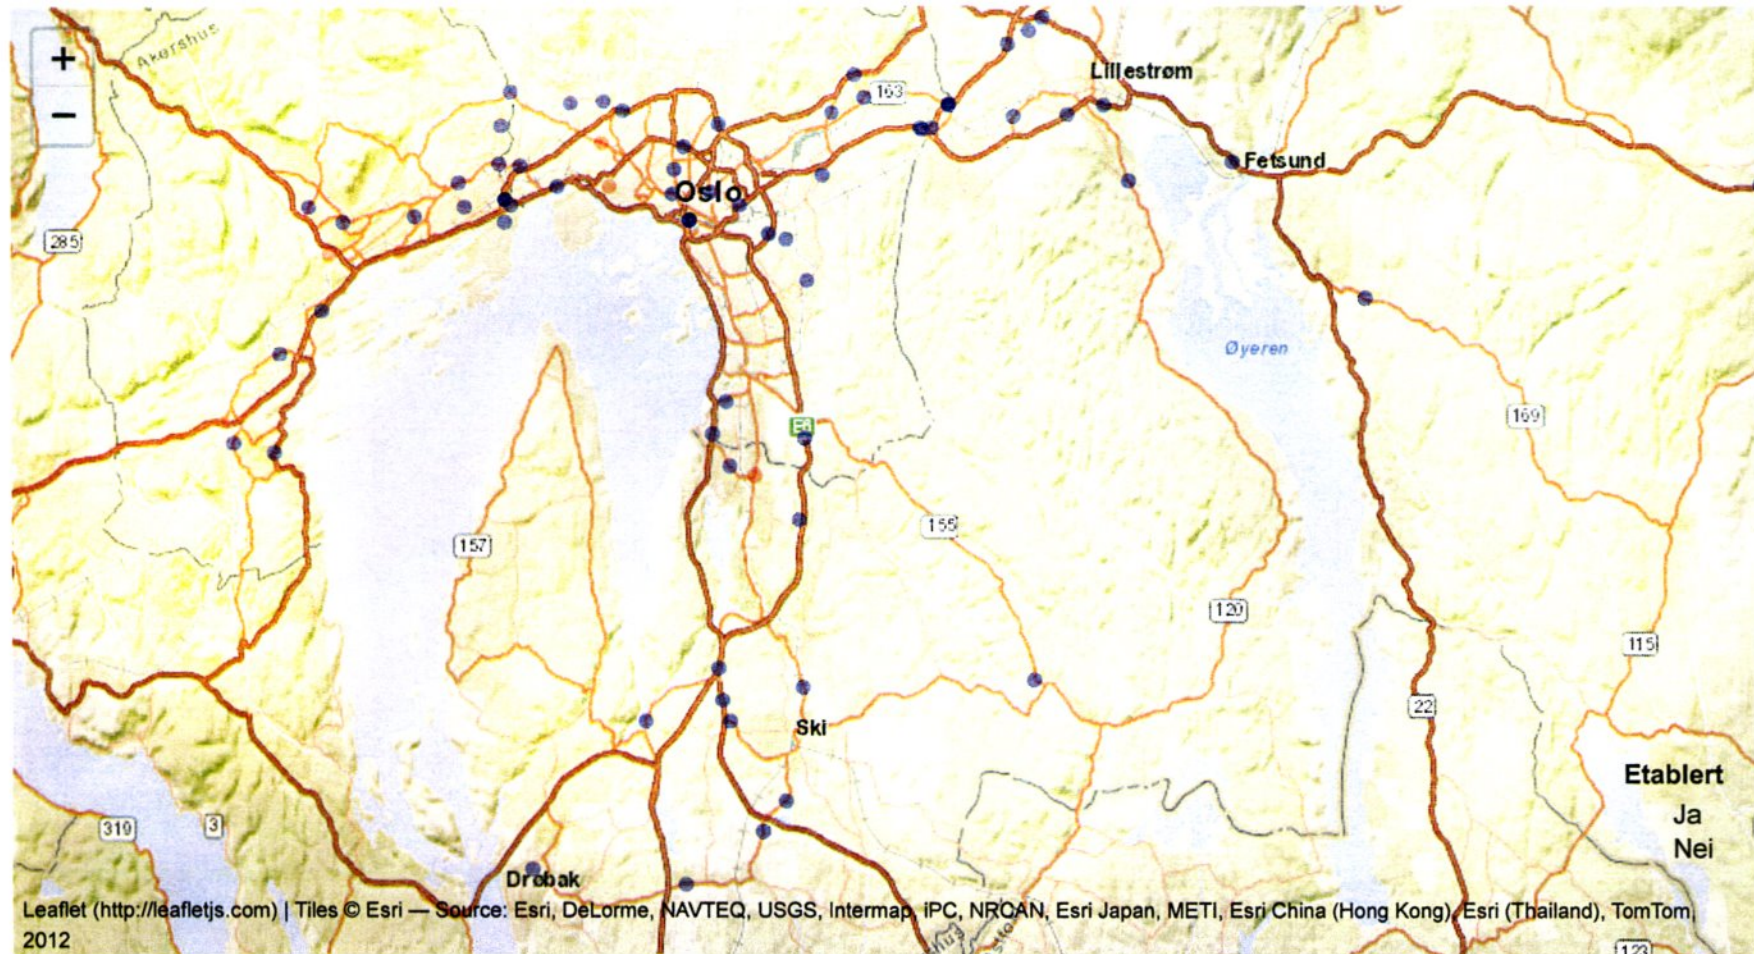 +
Akershus
−
Lillestrøm
163
Fetsund
Oslo
285
Øyeren
E6
169
157
155
120
115
22
Ski
Etablert
Ja
Nei
319
3
Drøbak
Leaflet (http://leafletjs.com) | Tiles © Esri — Source: Esri, DeLorme, NAVTEQ, USGS, Intermap, iPC, NRCAN, Esri Japan, METI, Esri China (Hong Kong), Esri (Thailand), TomTom,
2012
123